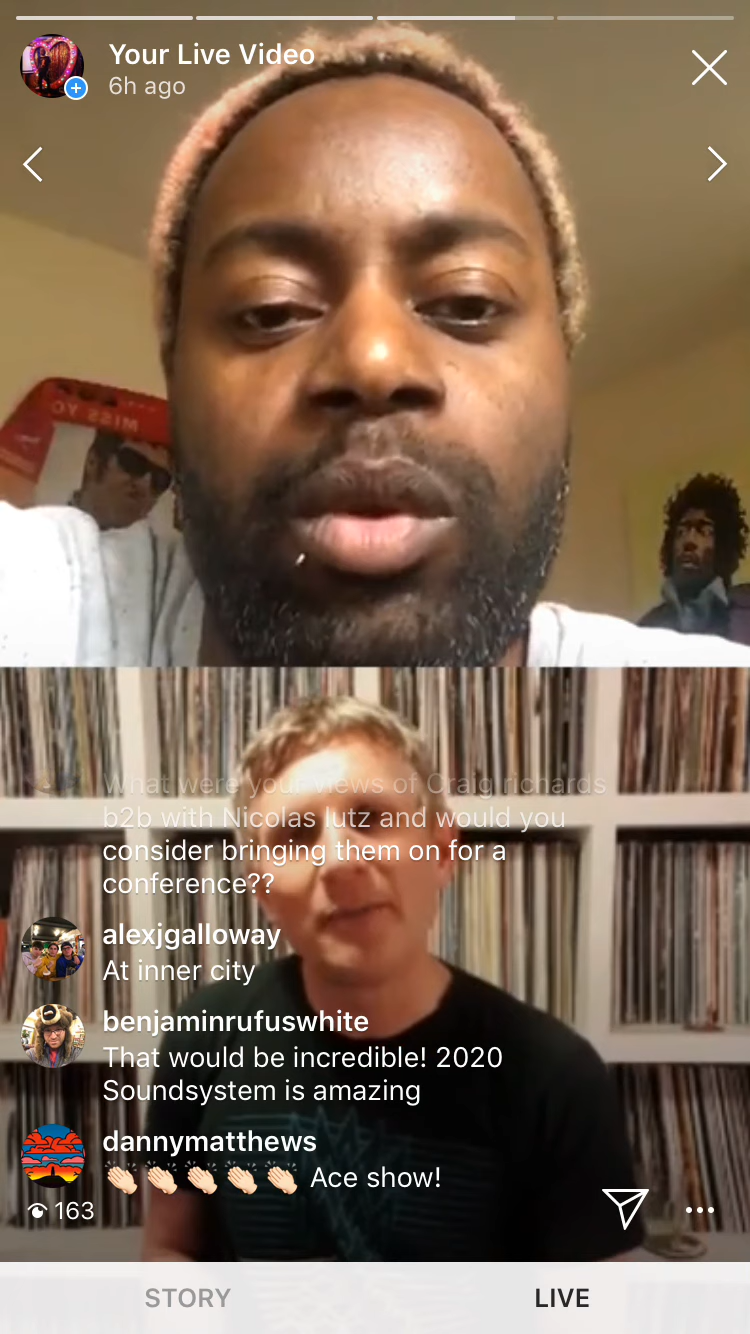 Your Live Video
6h ago
MISS YO
What were your views of Craig richards
b2b with Nicolas lutz and would you
consider bringing them on for a
conference??
alexjgalloway
At inner city
benjaminrufuswhite
That would be incredible! 2020
Soundsystem is amazing
dannymatthews
👏🏻👏🏻👏🏻👏🏻👏🏻 Ace show!
163
STORY
LIVE